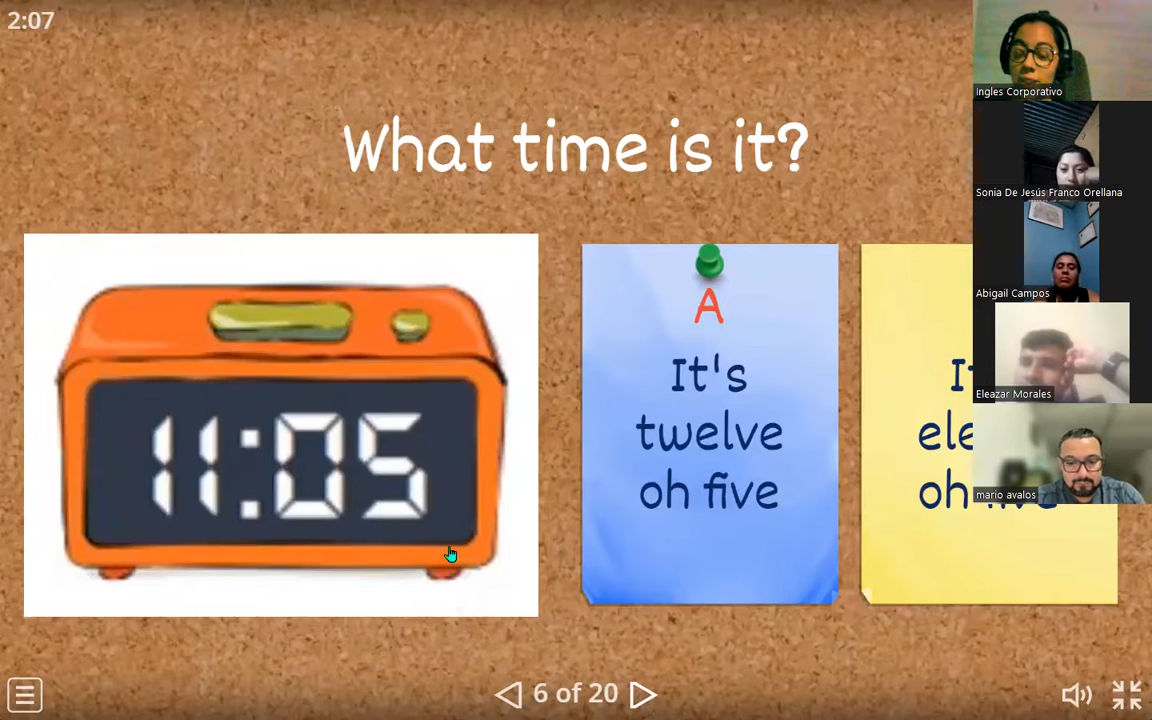 2:07
What time is it?
11:05
A
It's
twelve
oh five
oh
6 of 20
Ingles Corporativo
Sonia De Jesús Franco Orellana
Abigail Campos
Eleazar Morales
mario avalos